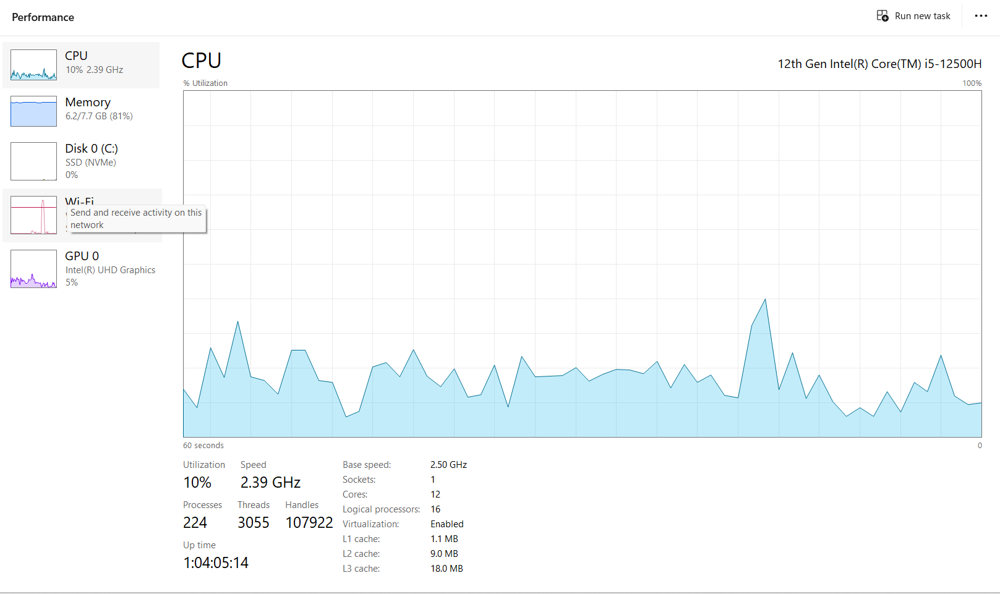 Performance
Run new task
CPU
10% 2.39 GHz
Memory
6.2/7.7 GB (81%)
Disk 0 (C:)
SSD (NVMe)
0%
Wi-Fi
Send and receive activity on this
network
GPU 0
Intel(R) UHD Graphics
5%
CPU
12th Gen Intel(R) Core(TM) i5-12500H
% Utilization
100%
60 seconds
0
Utilization
Speed
10%
2.39 GHz
Processes
Threads
Handles
224
3055
107922
Up time
1:04:05:14
Base speed: 2.50 GHz
Sockets: 1
Cores: 12
Logical processors: 16
Virtualization: Enabled
L1 cache: 1.1 MB
L2 cache: 9.0 MB
L3 cache: 18.0 MB